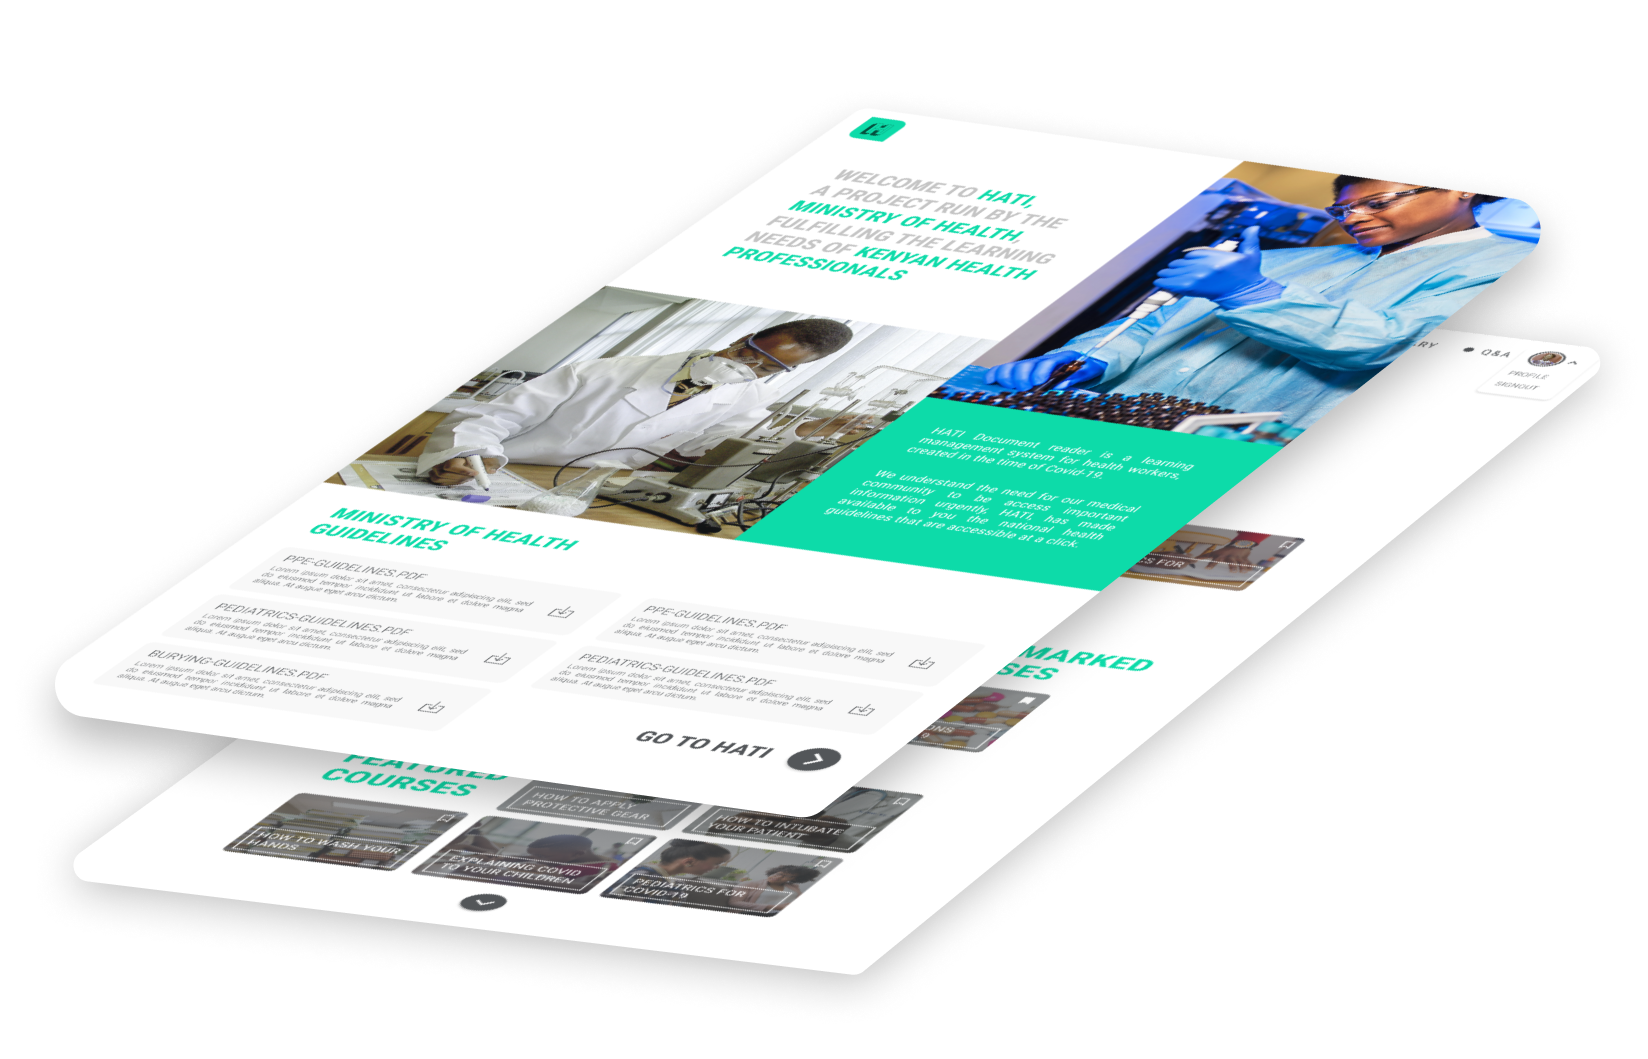 WELCOME TO HATI,
A PROJECT RUN BY THE
MINISTRY OF HEALTH,
FULFILLING THE LEARNING
NEEDS OF KENYAN HEALTH
PROFESSIONALS
HATI Document reader is a learning
management system for health workers,
created in the time of Covid-19.
We understand the need for our medical
community to be access important
information urgently. HATI, has made
available to you the national health
guidelines that are accessible at a click.
MINISTRY OF HEALTH
GUIDELINES
PPE-GUIDELINES.PDF
Lorem ipsum dolor sit amet, consectetur adipiscing elit, sed
do eiusmod tempor incididunt ut labore et dolore magna
aliqua. At augue eget arcu dictum.
PEDIATRICS-GUIDELINES.PDF
Lorem ipsum dolor sit amet, consectetur adipiscing elit, sed
do eiusmod tempor incididunt ut labore et dolore magna
aliqua. At augue eget arcu dictum.
BURYING-GUIDELINES.PDF
Lorem ipsum dolor sit amet, consectetur adipiscing elit, sed
do eiusmod tempor incididunt ut labore et dolore magna
aliqua. At augue eget arcu dictum.
PPE-GUIDELINES.PDF
Lorem ipsum dolor sit amet, consectetur adipiscing elit, sed
do eiusmod tempor incididunt ut labore et dolore magna
aliqua. At augue eget arcu dictum.
PEDIATRICS-GUIDELINES.PDF
Lorem ipsum dolor sit amet, consectetur adipiscing elit, sed
do eiusmod tempor incididunt ut labore et dolore magna
aliqua. At augue eget arcu dictum.
GO TO HATI
Q&A
PROFILE
SIGNOUT
FOR
MARKED
FEATURED
COURSES
HOW TO APPLY
PROTECTIVE GEAR
HOW TO INTUBATE
YOUR PATIENT
HOW TO WASH YOUR
HANDS
EXPLAINING COVID
TO YOUR CHILDREN
PEDIATRICS FOR
COVID-19